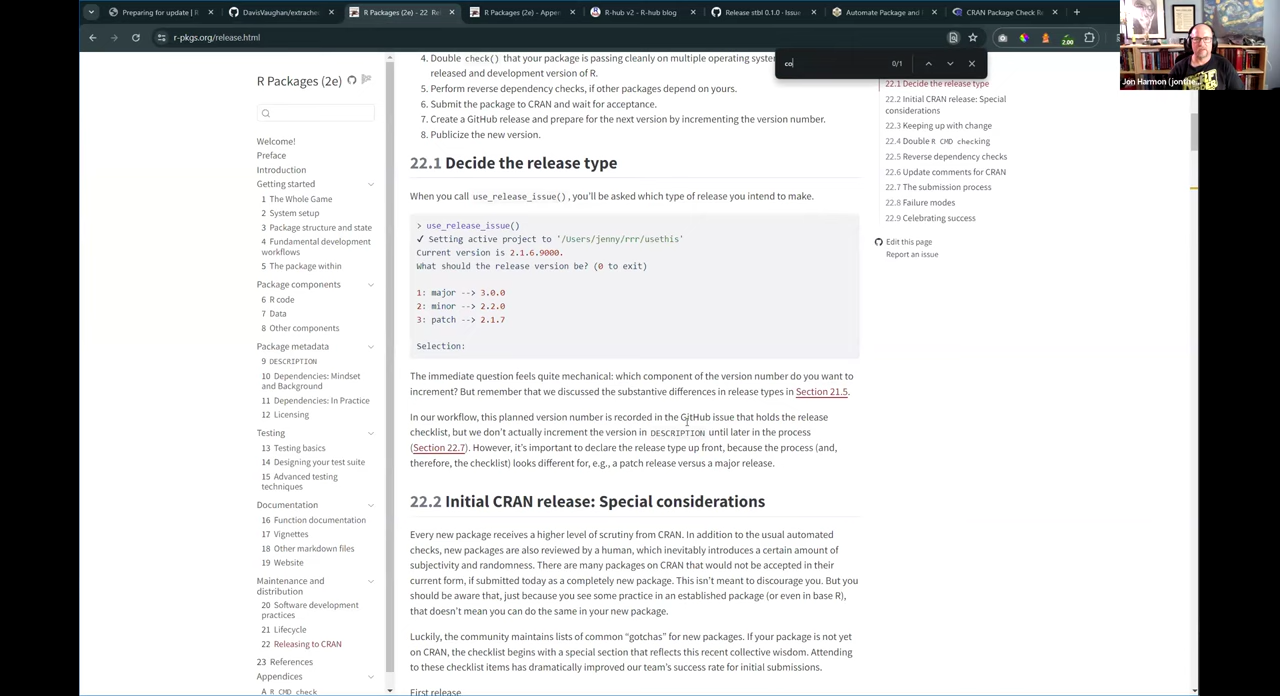 Preparing for update | R
DavisVaughan/extrachec
R Packages (2e) - 22 Rel
R Packages (2e) - Appen
R-hub v2 - R-hub blog
Release stbl 0.1.0 · Issue
Automate Package and
CRAN Package Check Re
r-pkgs.org/release.html
2.00
co
0/1
Jon Harmon (jonthe
R Packages (2e)
Welcome!
Preface
Introduction
Getting started
1 The Whole Game
2 System setup
3 Package structure and state
4 Fundamental development
workflows
5 The package within
Package components
6 R code
7 Data
8 Other components
Package metadata
9 DESCRIPTION
10 Dependencies: Mindset
and Background
11 Dependencies: In Practice
12 Licensing
Testing
13 Testing basics
14 Designing your test suite
15 Advanced testing
techniques
Documentation
16 Function documentation
17 Vignettes
18 Other markdown files
19 Website
Maintenance and
distribution
20 Software development
practices
21 Lifecycle
22 Releasing to CRAN
23 References
Appendices
A R CMD check
4. Double check() that your package is passing cleanly on multiple operating system
released and development version of R.
5. Perform reverse dependency checks, if other packages depend on yours.
6. Submit the package to CRAN and wait for acceptance.
7. Create a GitHub release and prepare for the next version by incrementing the version number.
8. Publicize the new version.
22.1 Decide the release type
When you call use_release_issue(), you'll be asked which type of release you intend to make.
> use_release_issue()
✓ Setting active project to '/Users/jenny/rrr/usethis'
Current version is 2.1.6.9000.
What should the release version be? (0 to exit)
1: major --> 3.0.0
2: minor --> 2.2.0
3: patch --> 2.1.7
Selection:
The immediate question feels quite mechanical: which component of the version number do you want to
increment? But remember that we discussed the substantive differences in release types in Section 21.5.
In our workflow, this planned version number is recorded in the GitHub issue that holds the release
checklist, but we don't actually increment the version in DESCRIPTION until later in the process
(Section 22.7). However, it's important to declare the release type up front, because the process (and,
therefore, the checklist) looks different for, e.g., a patch release versus a major release.
22.2 Initial CRAN release: Special considerations
Every new package receives a higher level of scrutiny from CRAN. In addition to the usual automated
checks, new packages are also reviewed by a human, which inevitably introduces a certain amount of
subjectivity and randomness. There are many packages on CRAN that would not be accepted in their
current form, if submitted today as a completely new package. This isn't meant to discourage you. But you
should be aware that, just because you see some practice in an established package (or even in base R),
that doesn't mean you can do the same in your new package.
Luckily, the community maintains lists of common "gotchas" for new packages. If your package is not yet
on CRAN, the checklist begins with a special section that reflects this recent collective wisdom. Attending
to these checklist items has dramatically improved our team's success rate for initial submissions.
First release
22.1 Decide the release type
22.2 Initial CRAN release: Special
considerations
22.3 Keeping up with change
22.4 Double R CMD checking
22.5 Reverse dependency checks
22.6 Update comments for CRAN
22.7 The submission process
22.8 Failure modes
22.9 Celebrating success
Edit this page
Report an issue